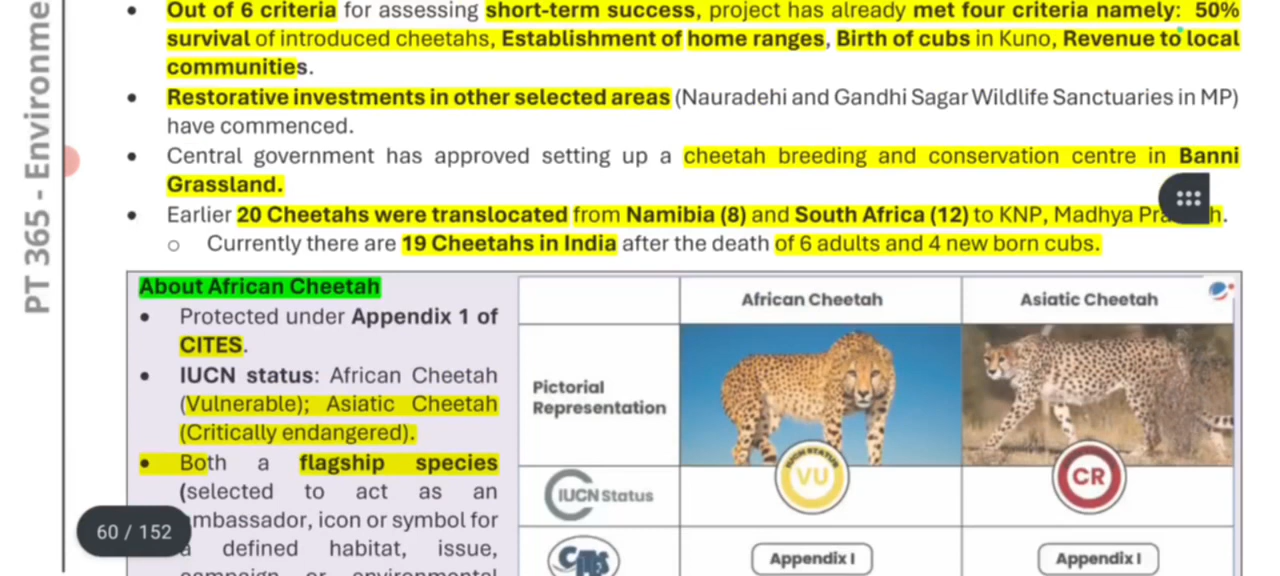 PT 365 - Environme
• Out of 6 criteria for assessing short-term success, project has already met four criteria namely: 50%
survival of introduced cheetahs, Establishment of home ranges, Birth of cubs in Kuno, Revenue to local
communities.
• Restorative investments in other selected areas (Nauradehi and Gandhi Sagar Wildlife Sanctuaries in MP)
have commenced.
• Central government has approved setting up a cheetah breeding and conservation centre in Banni
Grassland.
• Earlier 20 Cheetahs were translocated from Namibia (8) and South Africa (12) to KNP, Madhya Pra h.
○ Currently there are 19 Cheetahs in India after the death of 6 adults and 4 new born cubs.
About African Cheetah
• Protected under Appendix 1 of
CITES.
• IUCN status: African Cheetah
(Vulnerable); Asiatic Cheetah
(Critically endangered).
• Both a flagship species
(selected to act as an
mbassador, icon or symbol for
a defined habitat, issue,
60 / 152
African Cheetah
Asiatic Cheetah
Pictorial
Representation
IUCN Status
IUCN STATUS
VU
CR
CITES
Appendix I
Appendix I